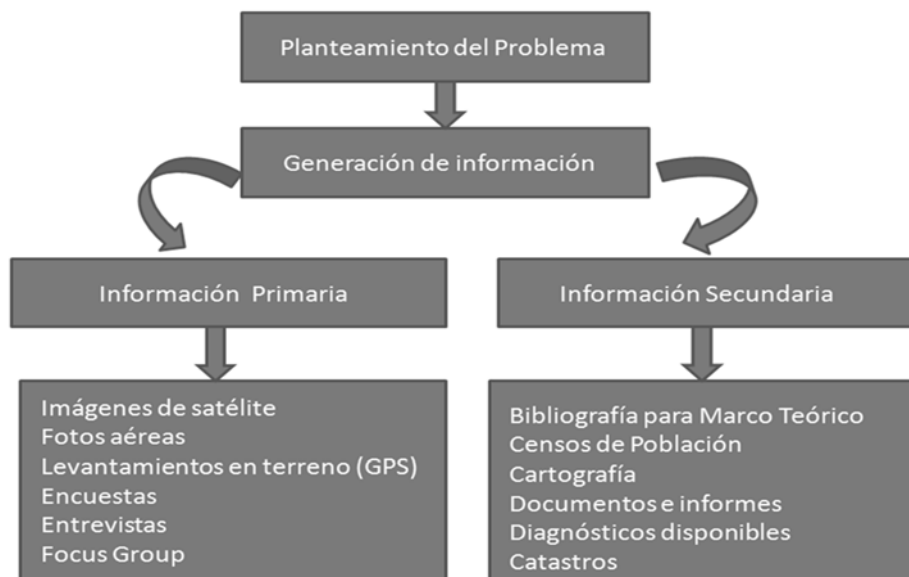 Planteamiento del Problema
Generación de información
Información Primaria
Imágenes de satélite
Fotos aéreas
Levantamientos en terreno (GPS)
Encuestas
Entrevistas
Focus Group
Información Secundaria
Bibliografía para Marco Teórico
Censos de Población
Cartografía
Documentos e informes
Diagnósticos disponibles
Catastros